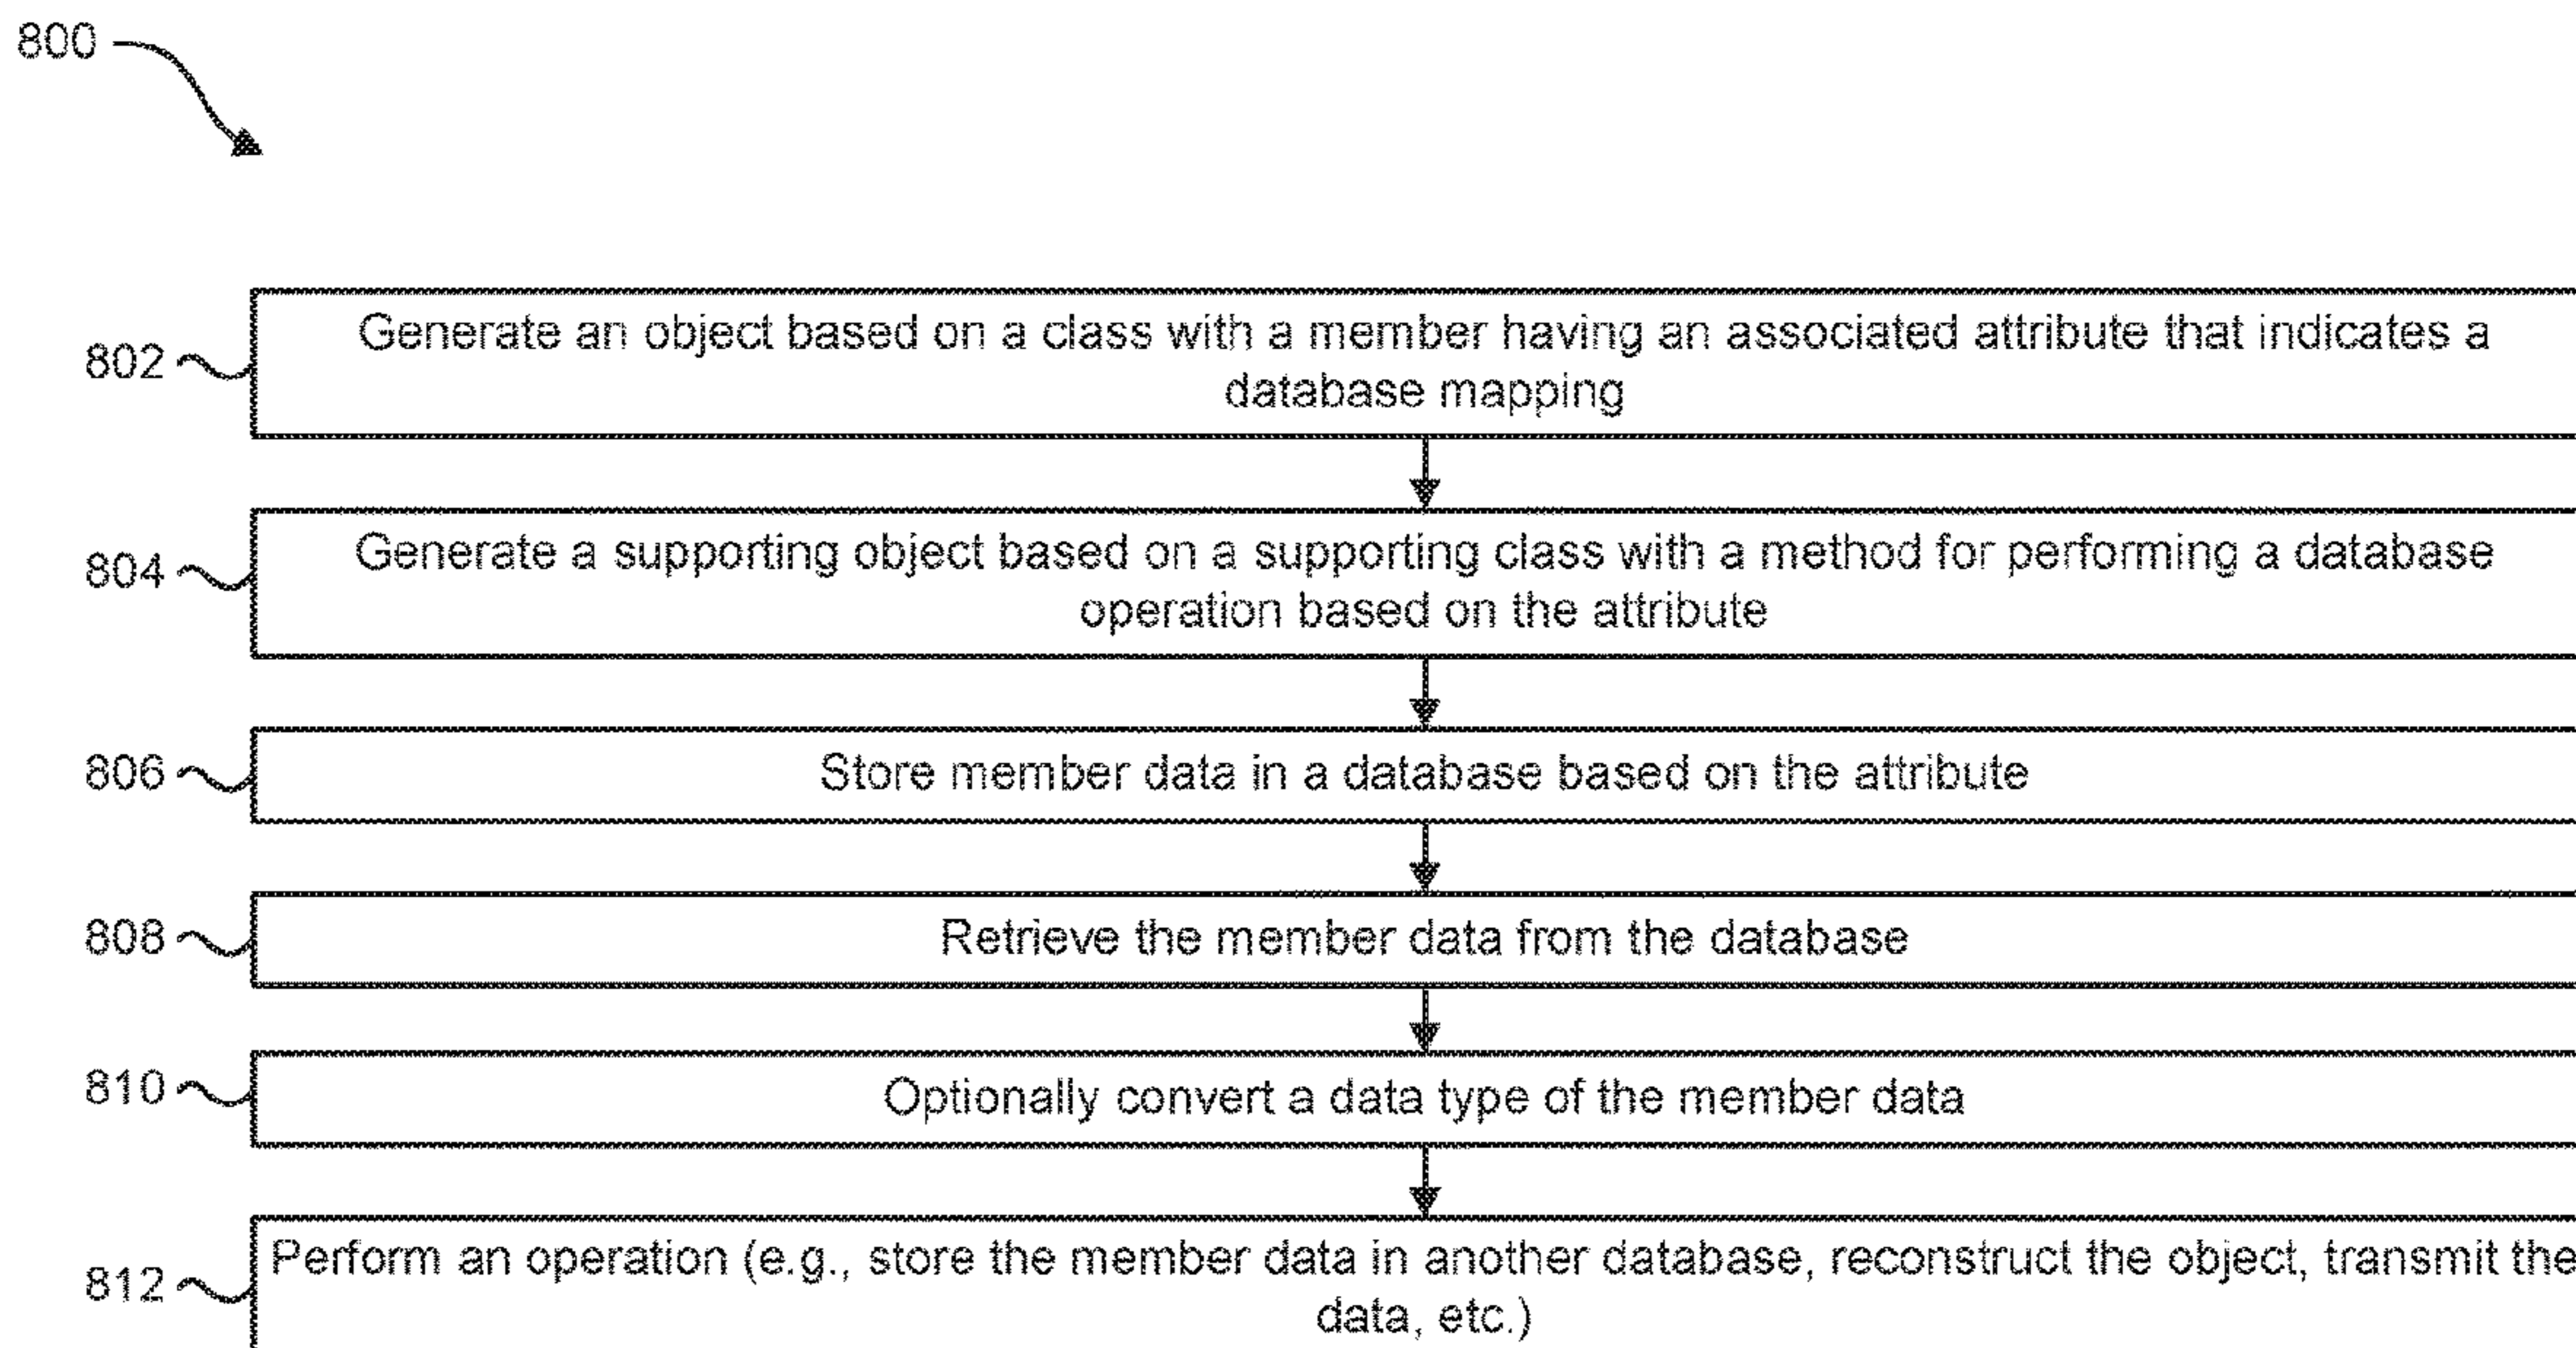 800
802
Generate an object based on a class with a member having an associated attribute that indicates a
database mapping
804
Generate a supporting object based on a supporting class with a method for performing a database
operation based on the attribute
806
Store member data in a database based on the attribute
808
Retrieve the member data from the database
810
Optionally convert a data type of the member data
812
Perform an operation (e.g., store the member data in another database, reconstruct the object, transmit the
data, etc.)